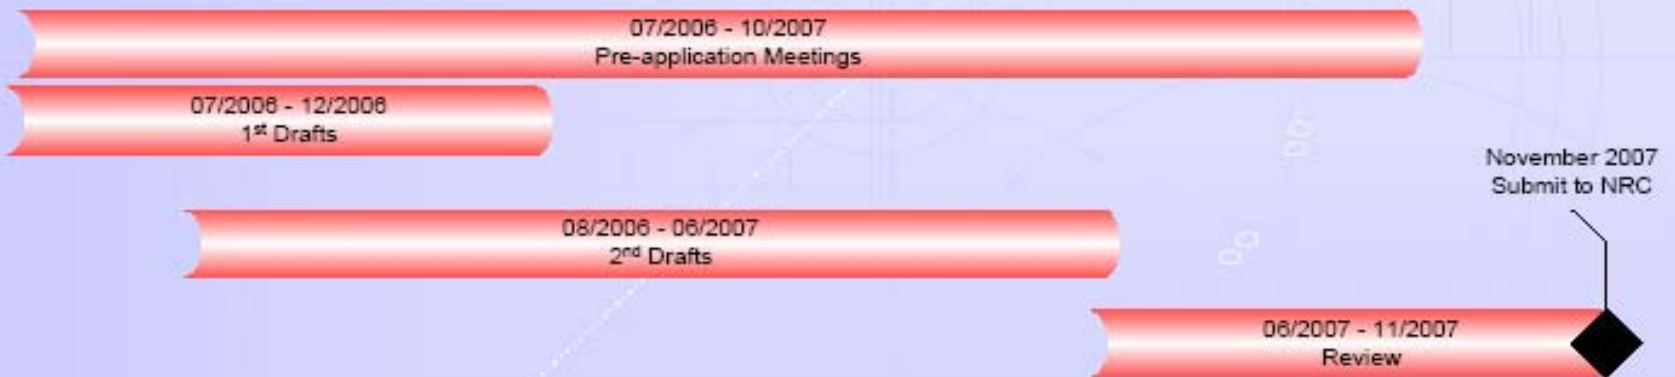 07/2006 - 10/2007
Pre-application Meetings
07/2006 - 12/2006
1st Drafts
November 2007
Submit to NRC
08/2006 - 06/2007
2nd Drafts
06/2007 - 11/2007
Review